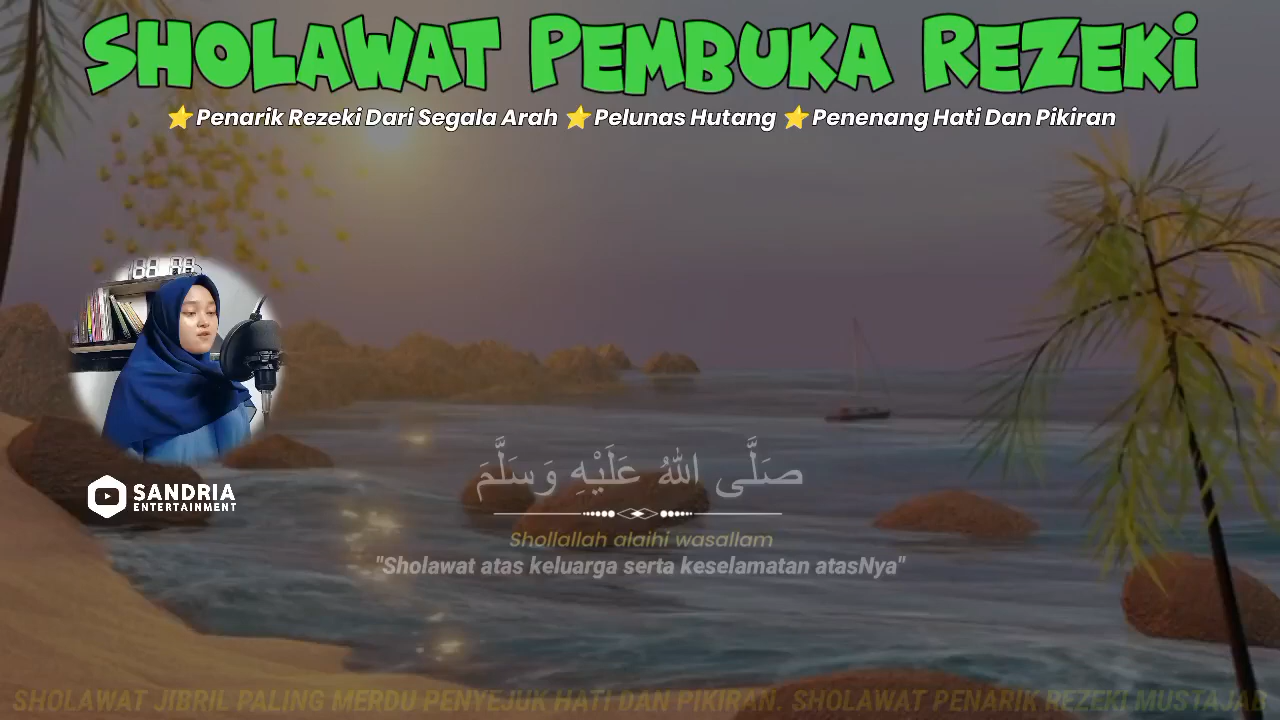 SHOLAWAT PEMBUKA REZEKI
⭐Penarik Rezeki Dari Segala Arah ⭐Pelunas Hutang ⭐Penenang Hati Dan Pikiran
صَلَّى اللهُ عَلَيْهِ وَسَلَّمَ
SANDRIA
ENTERTAINMENT
Shollallah alaihi wasallam
"Sholawat atas keluarga serta keselamatan atasNya"
SHOLAWAT JIBRIL PALING MERDU PENYEJUK HATI DAN PIKIRAN. SHOLAWAT PENARIK REZEKI MUSTAJAB